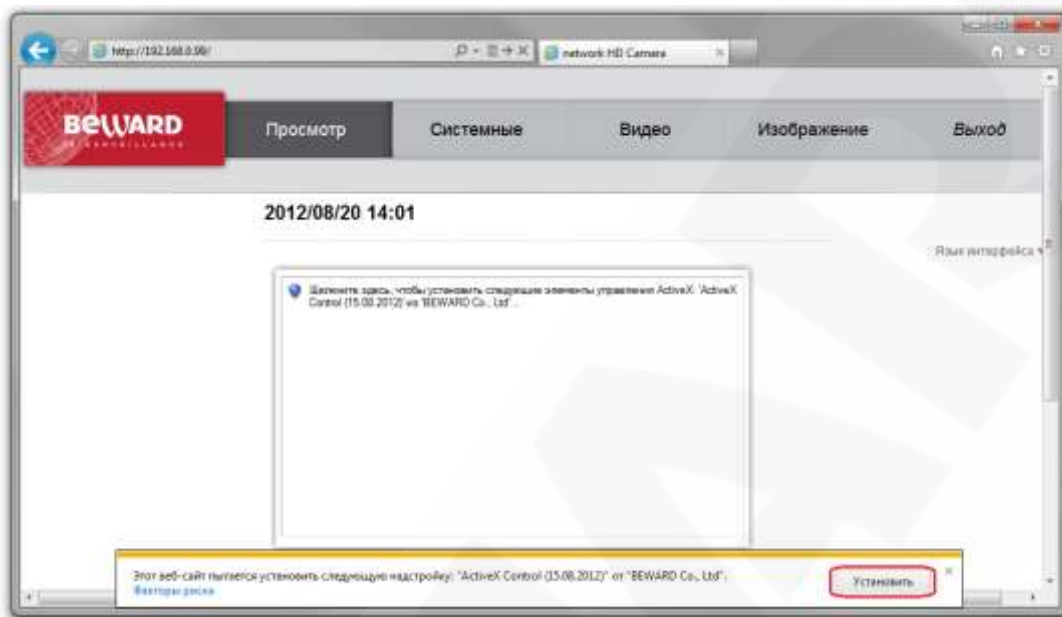 http://192.168.0.99/
network HD Camera
BEWARD
Просмотр
Системные
Видео
Изображение
Выход
2012/08/20 14:01
Язык интерфейса
Щелкните здесь, чтобы установить следующие элементы управления ActiveX: 'ActiveX
Control (15.08.2012)' из 'BEWARD Co., Ltd'...
Этот веб-сайт пытается установить следующую надстройку: "ActiveX Control (15.08.2012)" от "BEWARD Co., Ltd".
Факторы риска
Установить